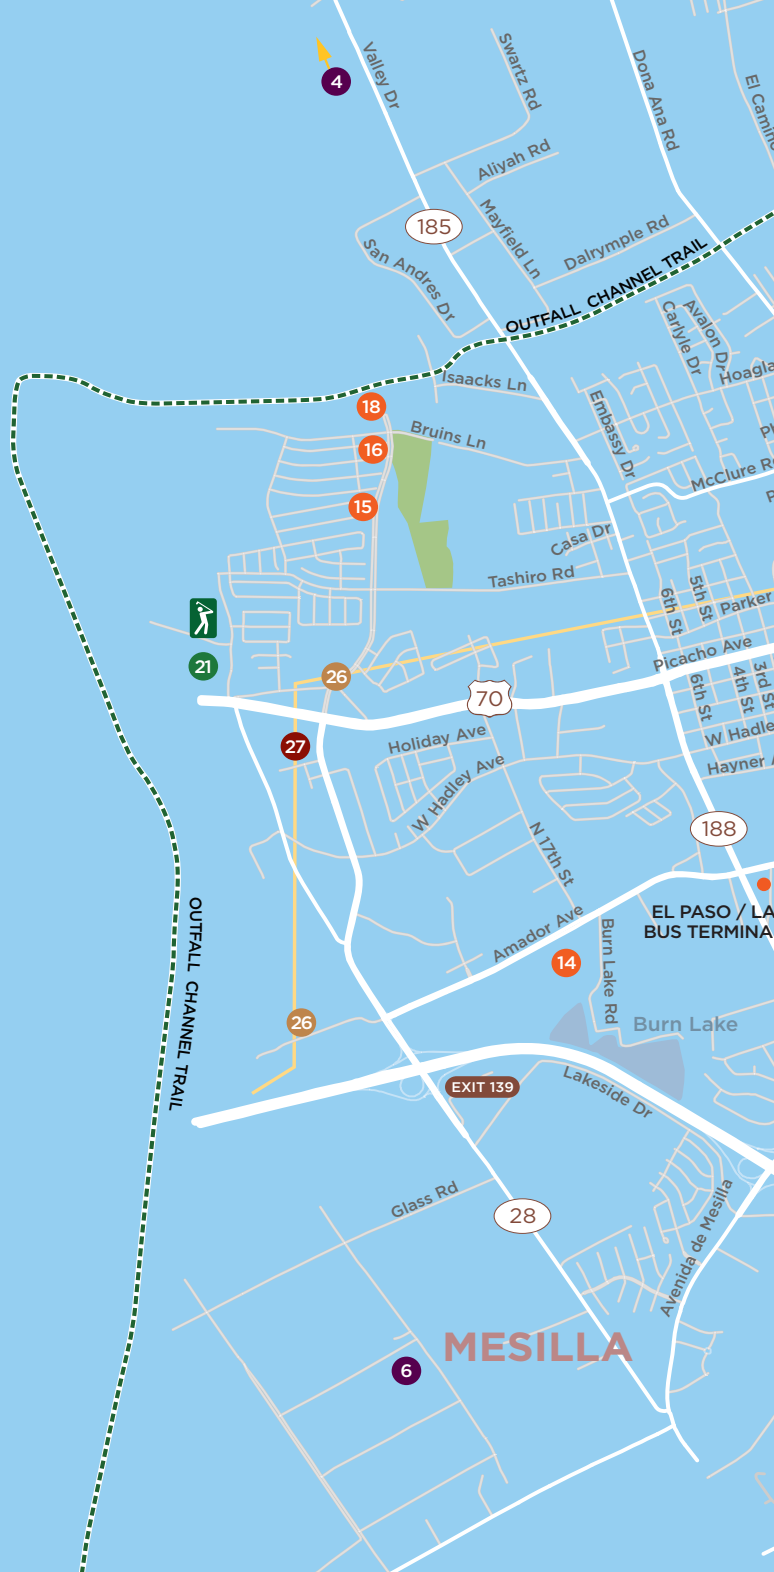 4
Valley Dr
Swartz Rd
Dona Ana Rd
El Camin
Aliyah Rd
185
Mayfield Ln
Dalrymple Rd
San Andres Dr
OUTFALL CHANNEL TRAIL
Avalon Dr
Carlyle Dr
Hoagla
Isaacks Ln
18
Embassy Dr
Bruins Ln
16
McClure R
15
Casa Dr
Tashiro Rd
5th St
6th St
Parker
21
26
Picacho Ave
70
3rd St
4th St
6th St
27
Holiday Ave
W Hadle
W Hadley Ave
Hayner
188
N 17th St
OUTFALL CHANNEL TRAIL
EL PASO / LA
BUS TERMINA
Amador Ave
14
Burn Lake Rd
26
Burn Lake
EXIT 139
Lakeside Dr
Glass Rd
28
Avenida de Mesilla
MESILLA
6